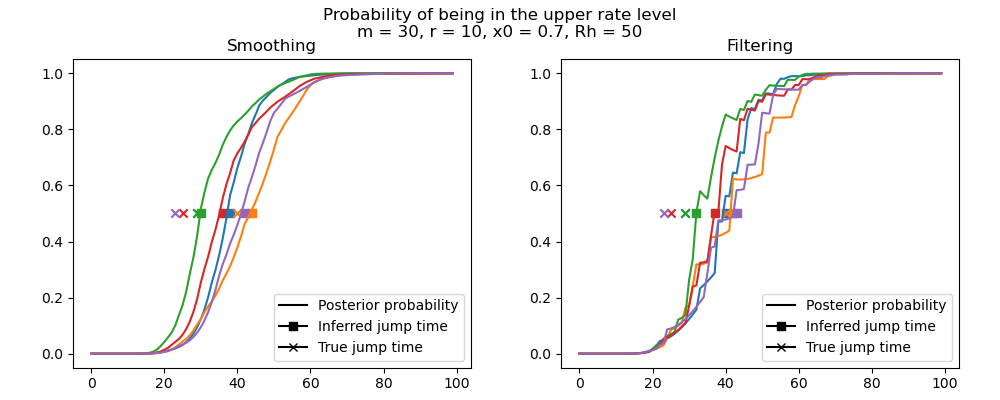 Probability of being in the upper rate level
m = 30, r = 10, x0 = 0.7, Rh = 50
Smoothing
1.0
0.8
0.6
0.4
0.2
0.0
0
20
40
60
80
100
Posterior probability
Inferred jump time
True jump time
Filtering
1.0
0.8
0.6
0.4
0.2
0.0
0
20
40
60
80
100
Posterior probability
Inferred jump time
True jump time